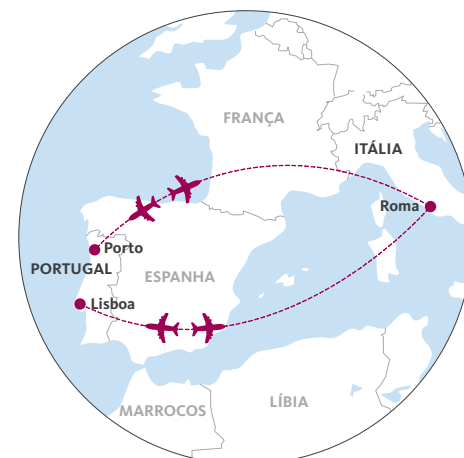 FRANÇA
ITÁLIA
Roma
Porto
PORTUGAL
ESPANHA
Lisboa
MARROCOS
LÍBIA